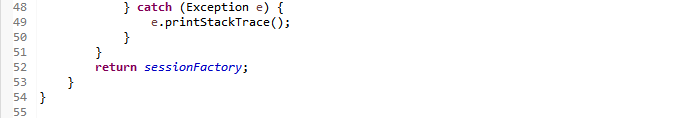 48             } catch (Exception e) {
49                 e.printStackTrace();
50             }
51         }
52         return sessionFactory;
53     }
54 }
55